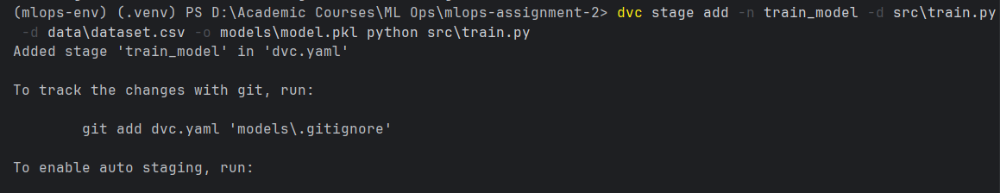 (mlops-env) (.venv) PS D:\Academic Courses\ML Ops\mlops-assignment-2> dvc stage add -n train_model -d src\train.py
-d data\dataset.csv -o models\model.pkl python src\train.py
Added stage 'train_model' in 'dvc.yaml'
To track the changes with git, run:
git add dvc.yaml 'models\.gitignore'
To enable auto staging, run: